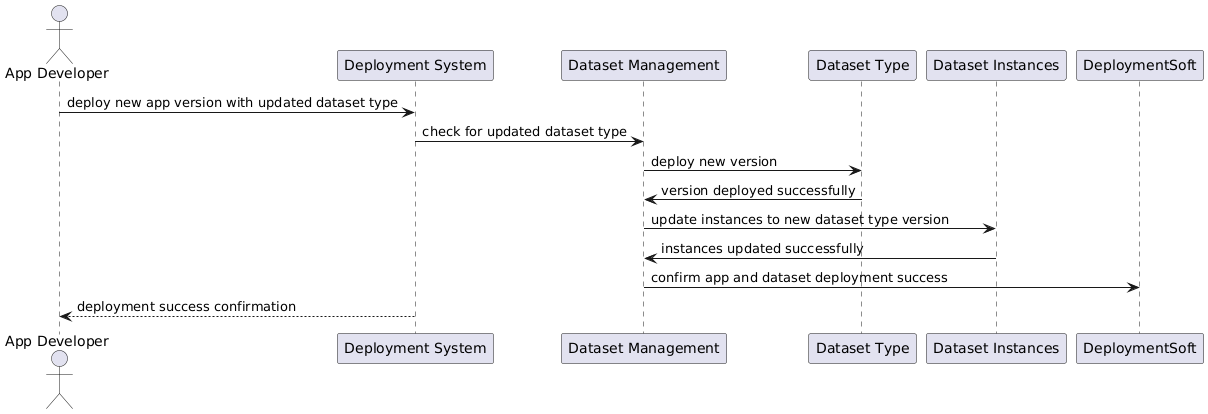 App Developer
Deployment System
Dataset Management
Dataset Type
Dataset Instances
DeploymentSoft
deploy new app version with updated dataset type
check for updated dataset type
deploy new version
version deployed successfully
update instances to new dataset type version
instances updated successfully
confirm app and dataset deployment success
deployment success confirmation
App Developer
Deployment System
Dataset Management
Dataset Type
Dataset Instances
DeploymentSoft